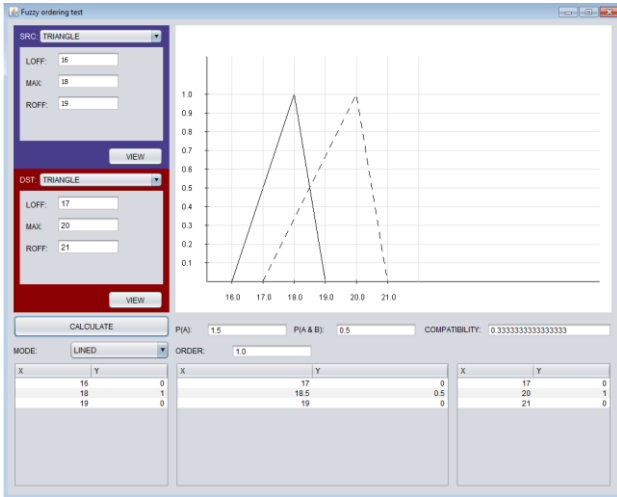 Fuzzy ordering test
SRC: TRIANGLE
LOFF: 16
MAX: 18
ROFF: 19
VIEW
DST: TRIANGLE
LOFF: 17
MAX: 20
ROFF: 21
VIEW
1.0
0.9
0.8
0.7
0.6
0.5
0.4
0.3
0.2
0.1
16.0 17.0 18.0 19.0 20.0 21.0
CALCULATE P(A): 1.5 P(A & B): 0.5 COMPATIBILITY: 0.3333333333333333
MODE: LINED ORDER: 1.0
X Y
16 0
18 1
19 0
X Y
17 0
18.5 0.5
19 0
X Y
17 0
20 1
21 0